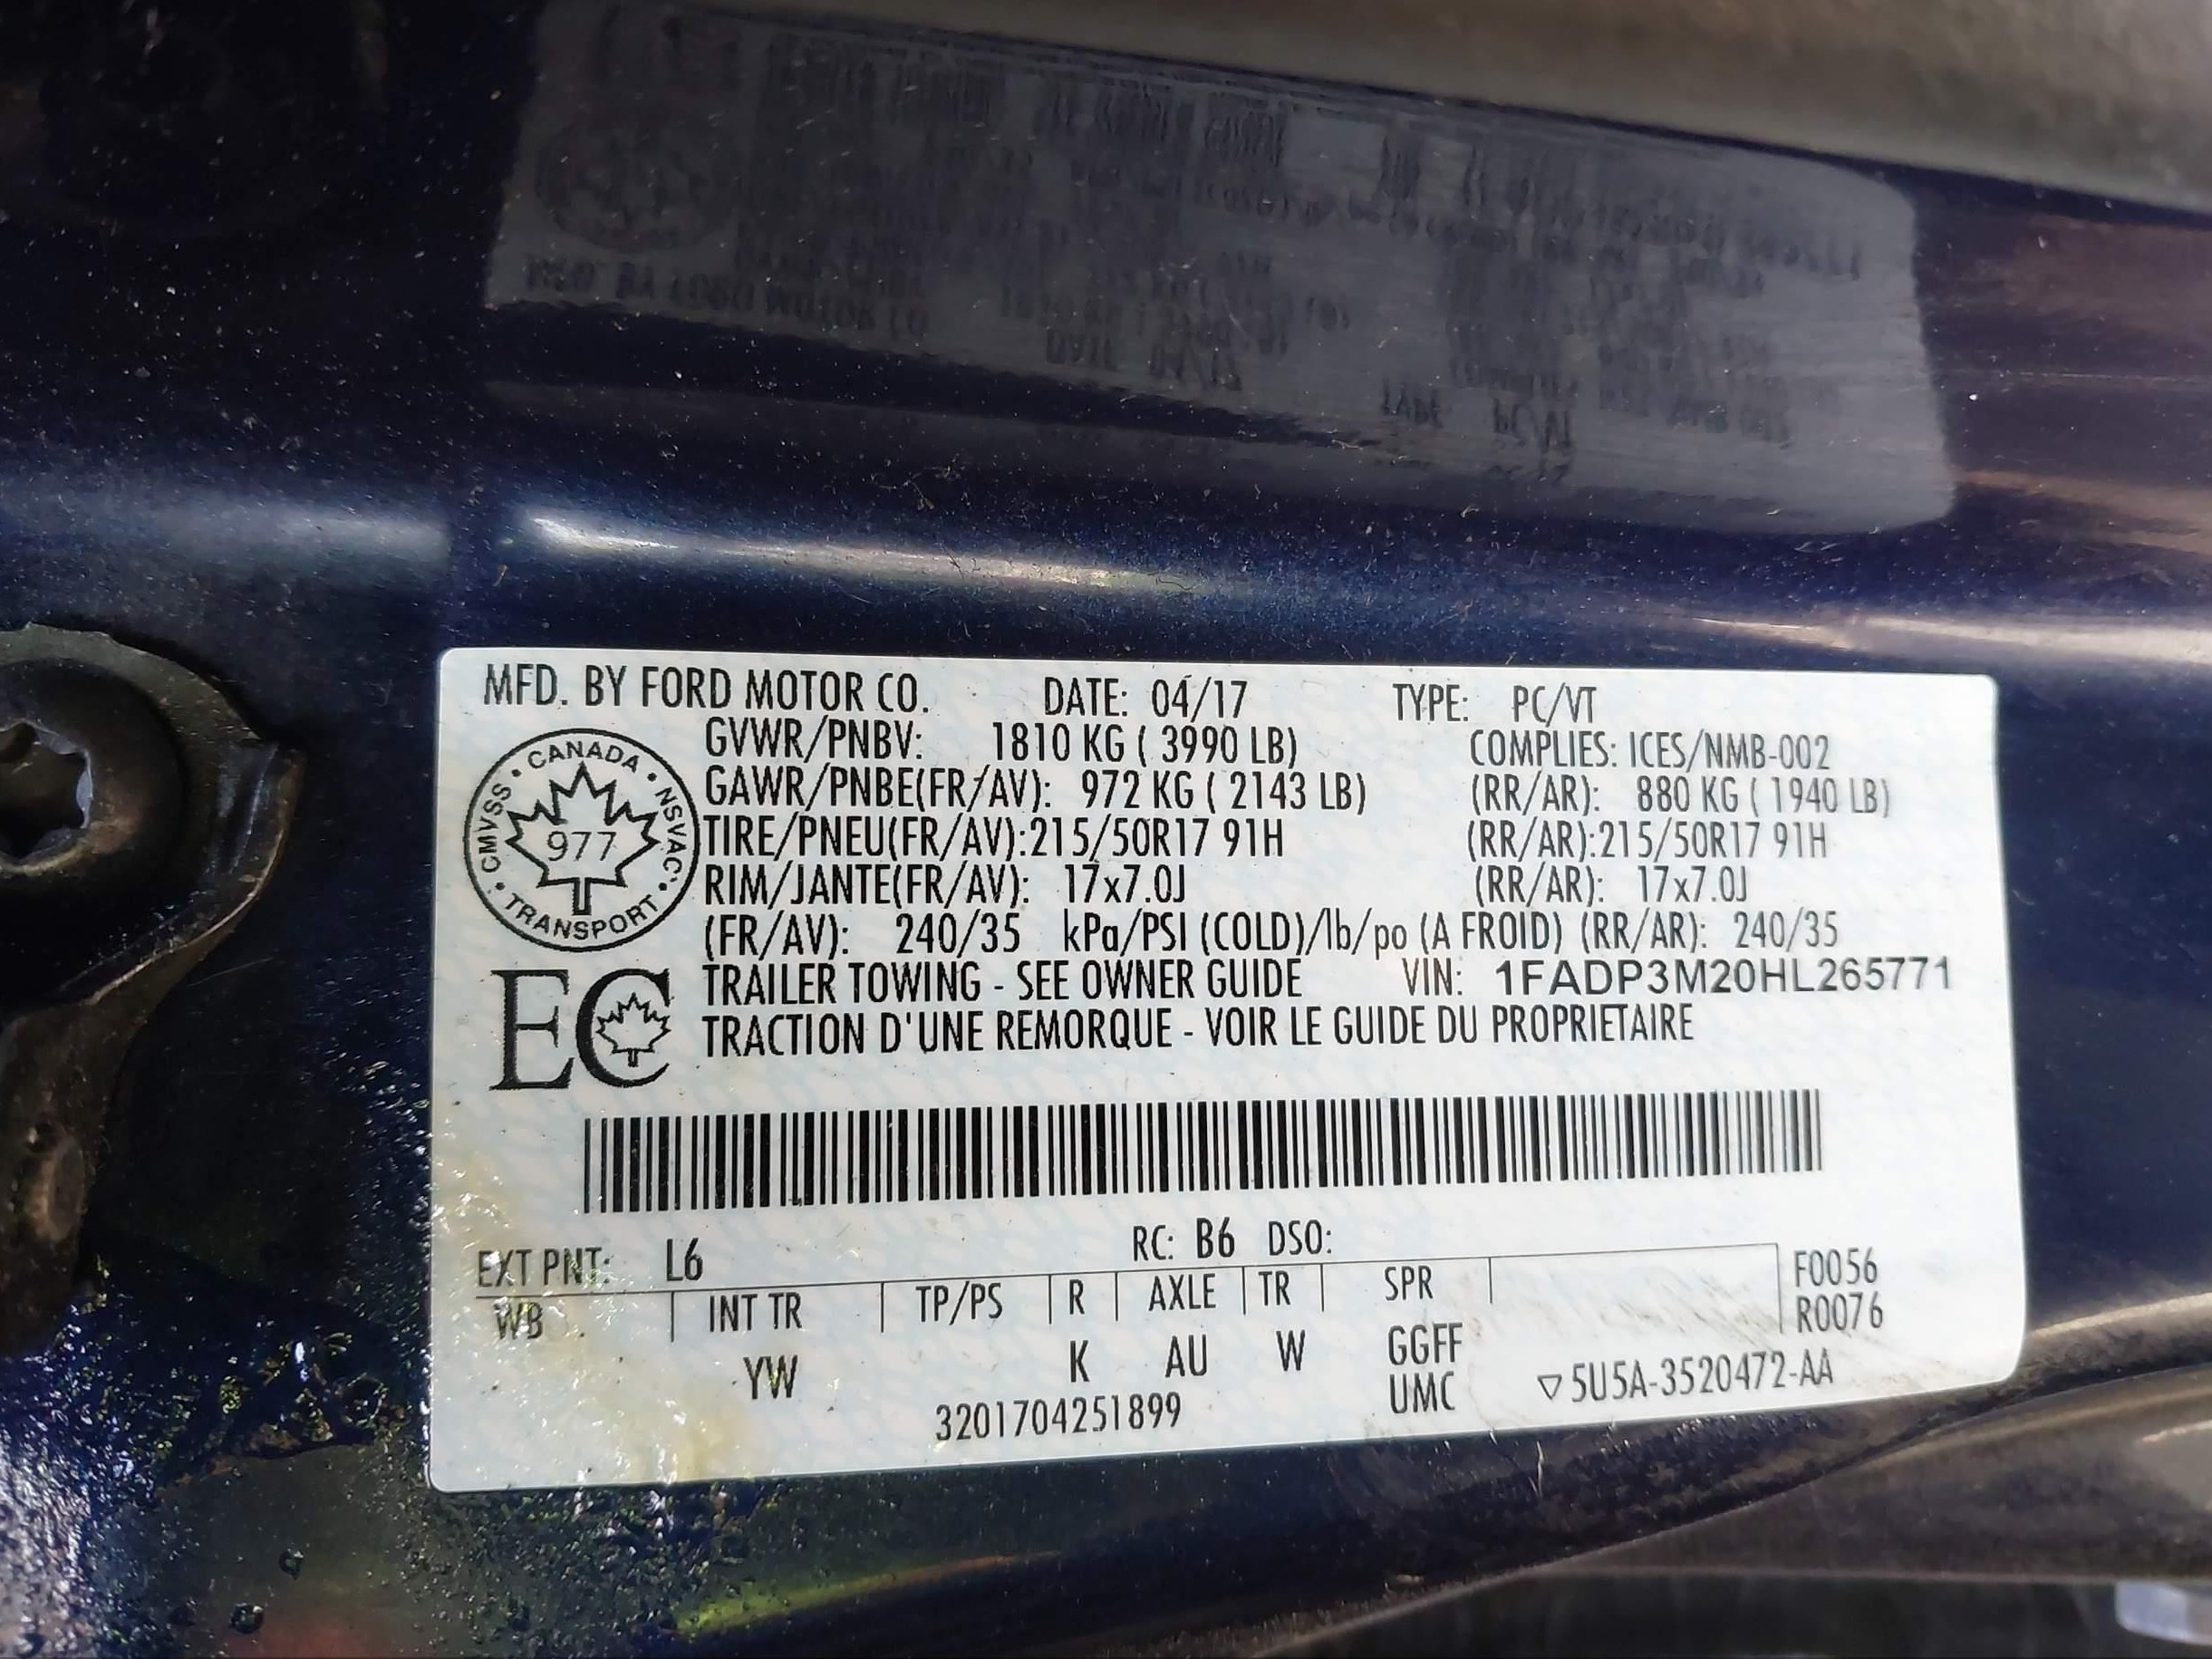 MFD. BY FORD MOTOR CO. DATE: 04/17 TYPE: PC/VT
GVWR/PNBV: 1810 KG ( 3990 LB) COMPLIES: ICES/NMB-002
GAWR/PNBE(FR/AV): 972 KG ( 2143 LB) (RR/AR): 880 KG ( 1940 LB)
TIRE/PNEU(FR/AV):215/50R17 91H (RR/AR):215/50R17 91H
RIM/JANTE(FR/AV): 17x7.0J (RR/AR): 17x7.0J
(FR/AV): 240/35 kPa/PSI (COLD)/lb/po (A FROID) (RR/AR): 240/35
TRAILER TOWING - SEE OWNER GUIDE VIN: 1FADP3M20HL265771
TRACTION D'UNE REMORQUE - VOIR LE GUIDE DU PROPRIETAIRE
CANADA • NSVAC • TRANSPORT • CMVSS •
977
EC
EXT PNT: L6 RC: B6 DSO:
WB INT TR TP/PS R AXLE TR SPR F0056
R0076
YW K AU W GGFF
UMC ▽5U5A-3520472-AA
3201704251899